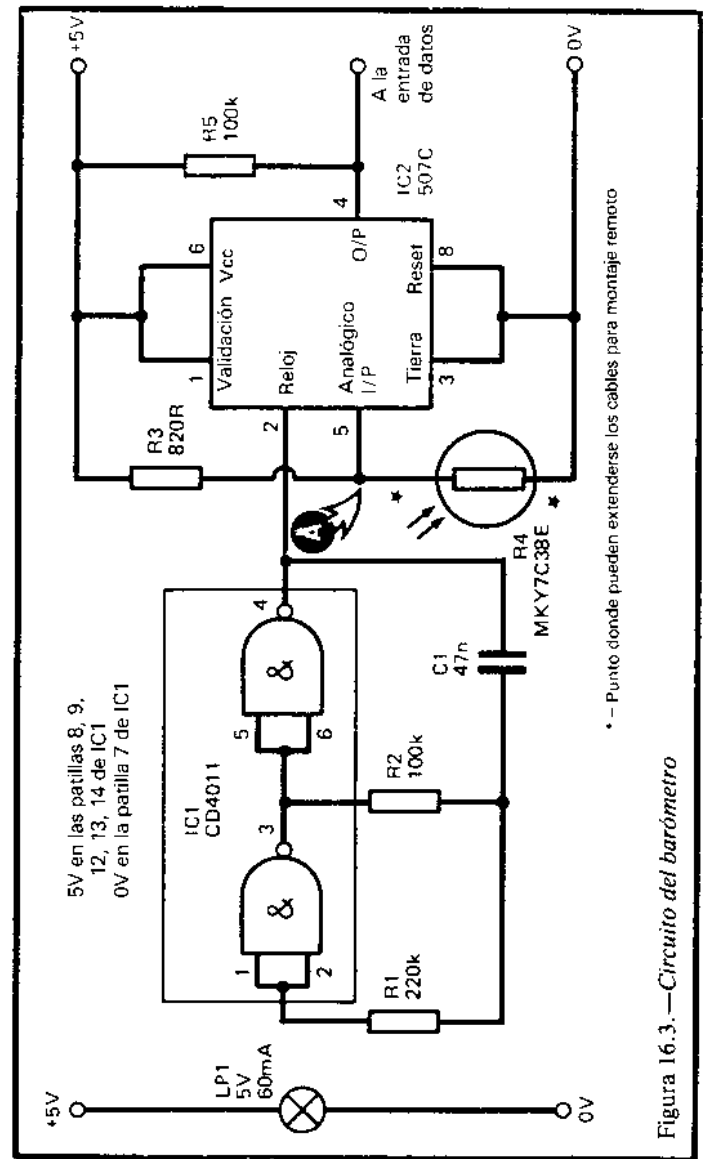 +5V
LP1
5V
60mA
0V
5V en las patillas 8, 9,
12, 13, 14 de IC1
0V en la patilla 7 de IC1
IC1
CD4011
1
2
&
3
5
6
&
4
R1
220k
R2
100k
C1
47n
A
R3
820R
R4
MKY7C38E
*
*
1
Validación
6
Vcc
2
Reloj
5
Analógico
I/P
3
Tierra
8
Reset
4
O/P
IC2
507C
R5
100k
+5V
A la
entrada
de datos
0V
* – Punto donde pueden extenderse los cables para montaje remoto
Figura 16.3.—Circuito del barómetro